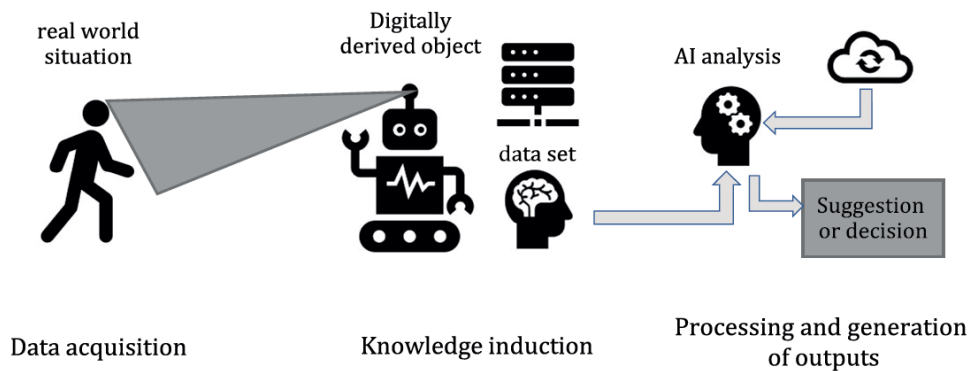 real world
situation
Digitally
derived object
data set
AI analysis
Suggestion
or decision
Data acquisition
Knowledge induction
Processing and generation
of outputs